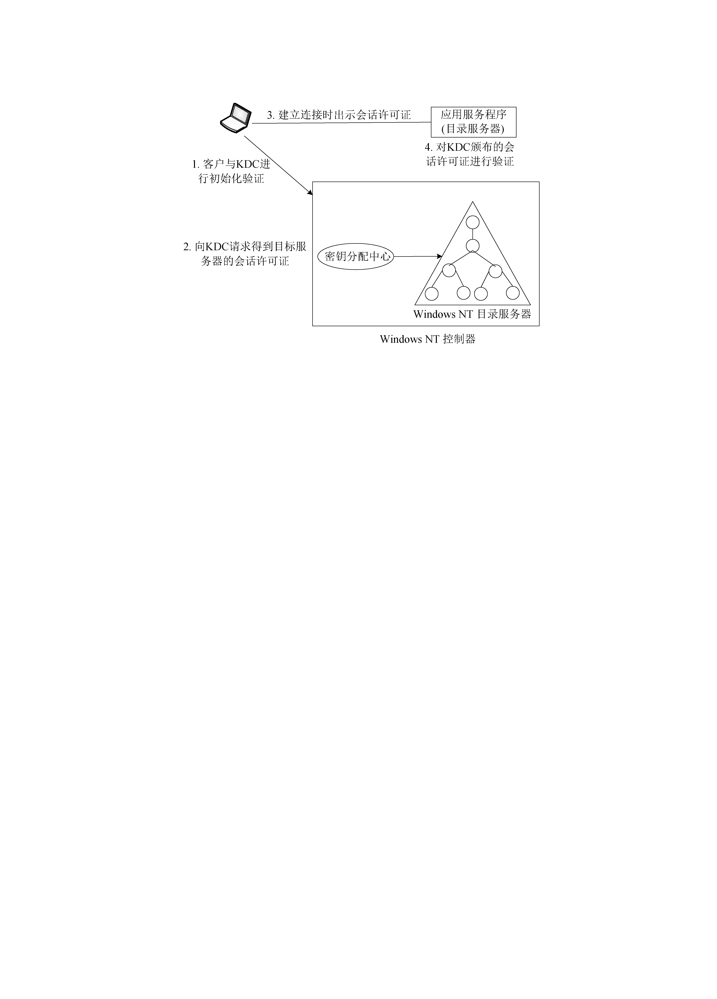 3. 建立连接时出示会话许可证
应用服务程序
(目录服务器)
4. 对KDC颁布的会
话许可证进行验证
1. 客户与KDC进
行初始化验证
2. 向KDC请求得到目标服
务器的会话许可证
密钥分配中心
Windows NT 目录服务器
Windows NT 控制器